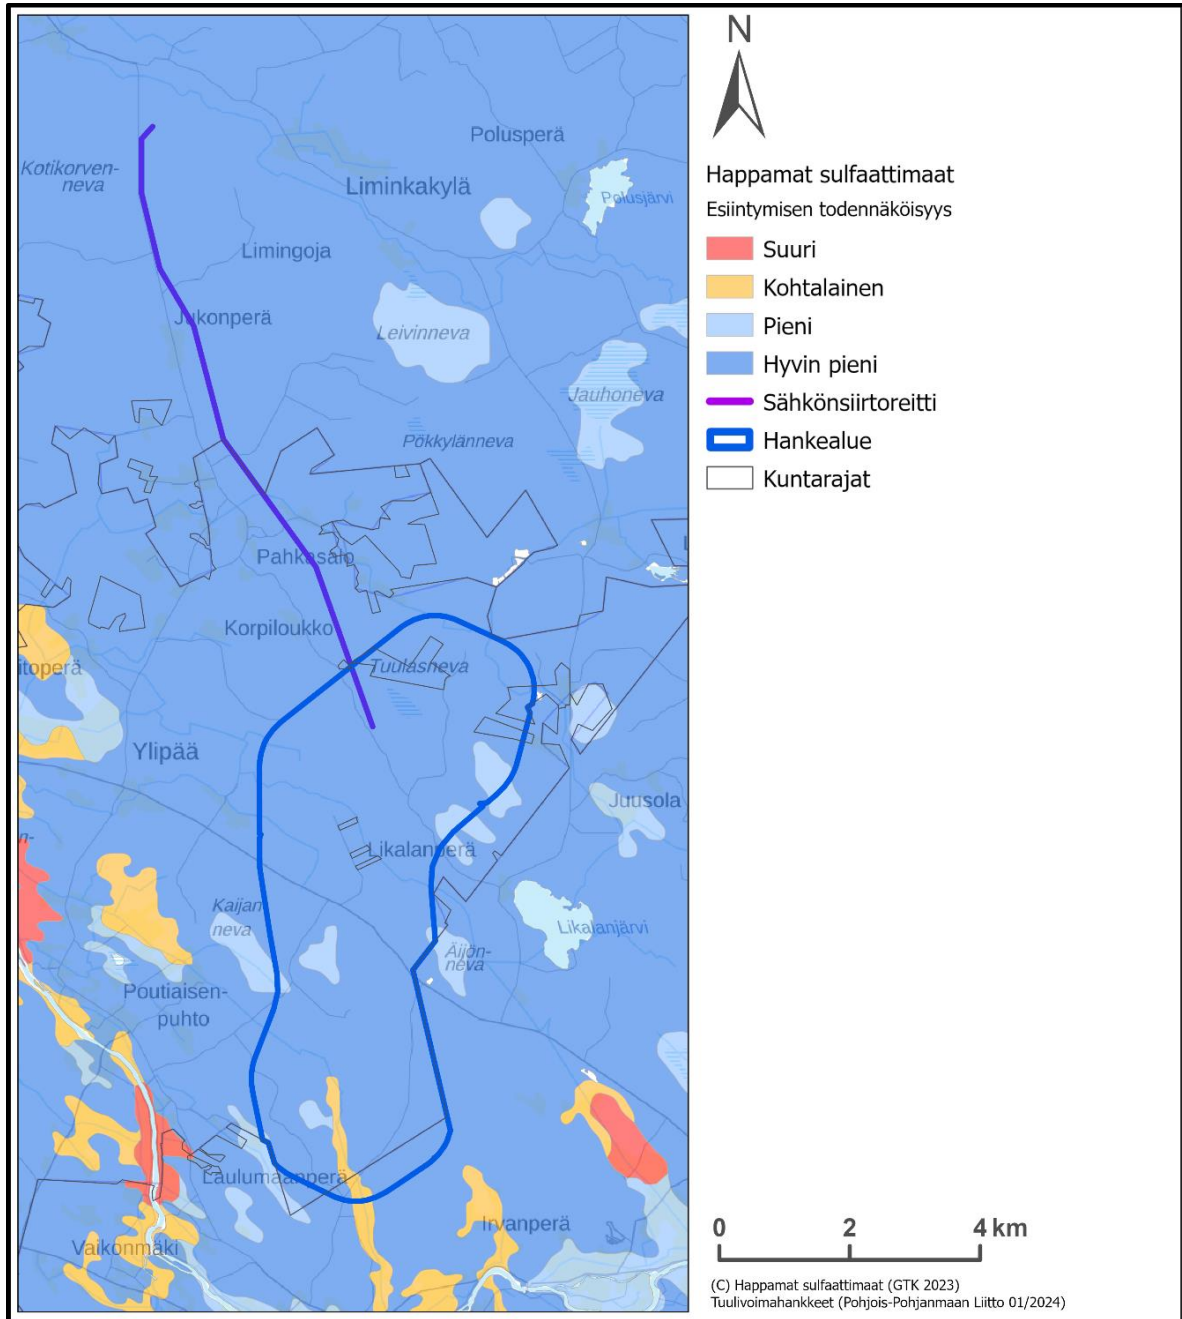 Polusperä
Kotikorven-
neva
Liminkakylä
Polusjärvi
Limingoja
Jukonperä
Leivinneva
Jauhoneva
Pökkylänneva
Pahkasalo
Korpiloukko
itoperä
Tuulasneva
Ylipää
Juusola
Likalanperä
Kaijan-
neva
Likalanjärvi
Äijön-
neva
Poutiaisen-
puhto
Laulumaanperä
Irvanperä
Vaikonmäki
N
Happamat sulfaattimaat
Esiintymisen todennäköisyys
Suuri
Kohtalainen
Pieni
Hyvin pieni
Sähkönsiirtoreitti
Hankealue
Kuntarajat
0 2 4 km
(C) Happamat sulfaattimaat (GTK 2023)
Tuulivoimahankkeet (Pohjois-Pohjanmaan Liitto 01/2024)